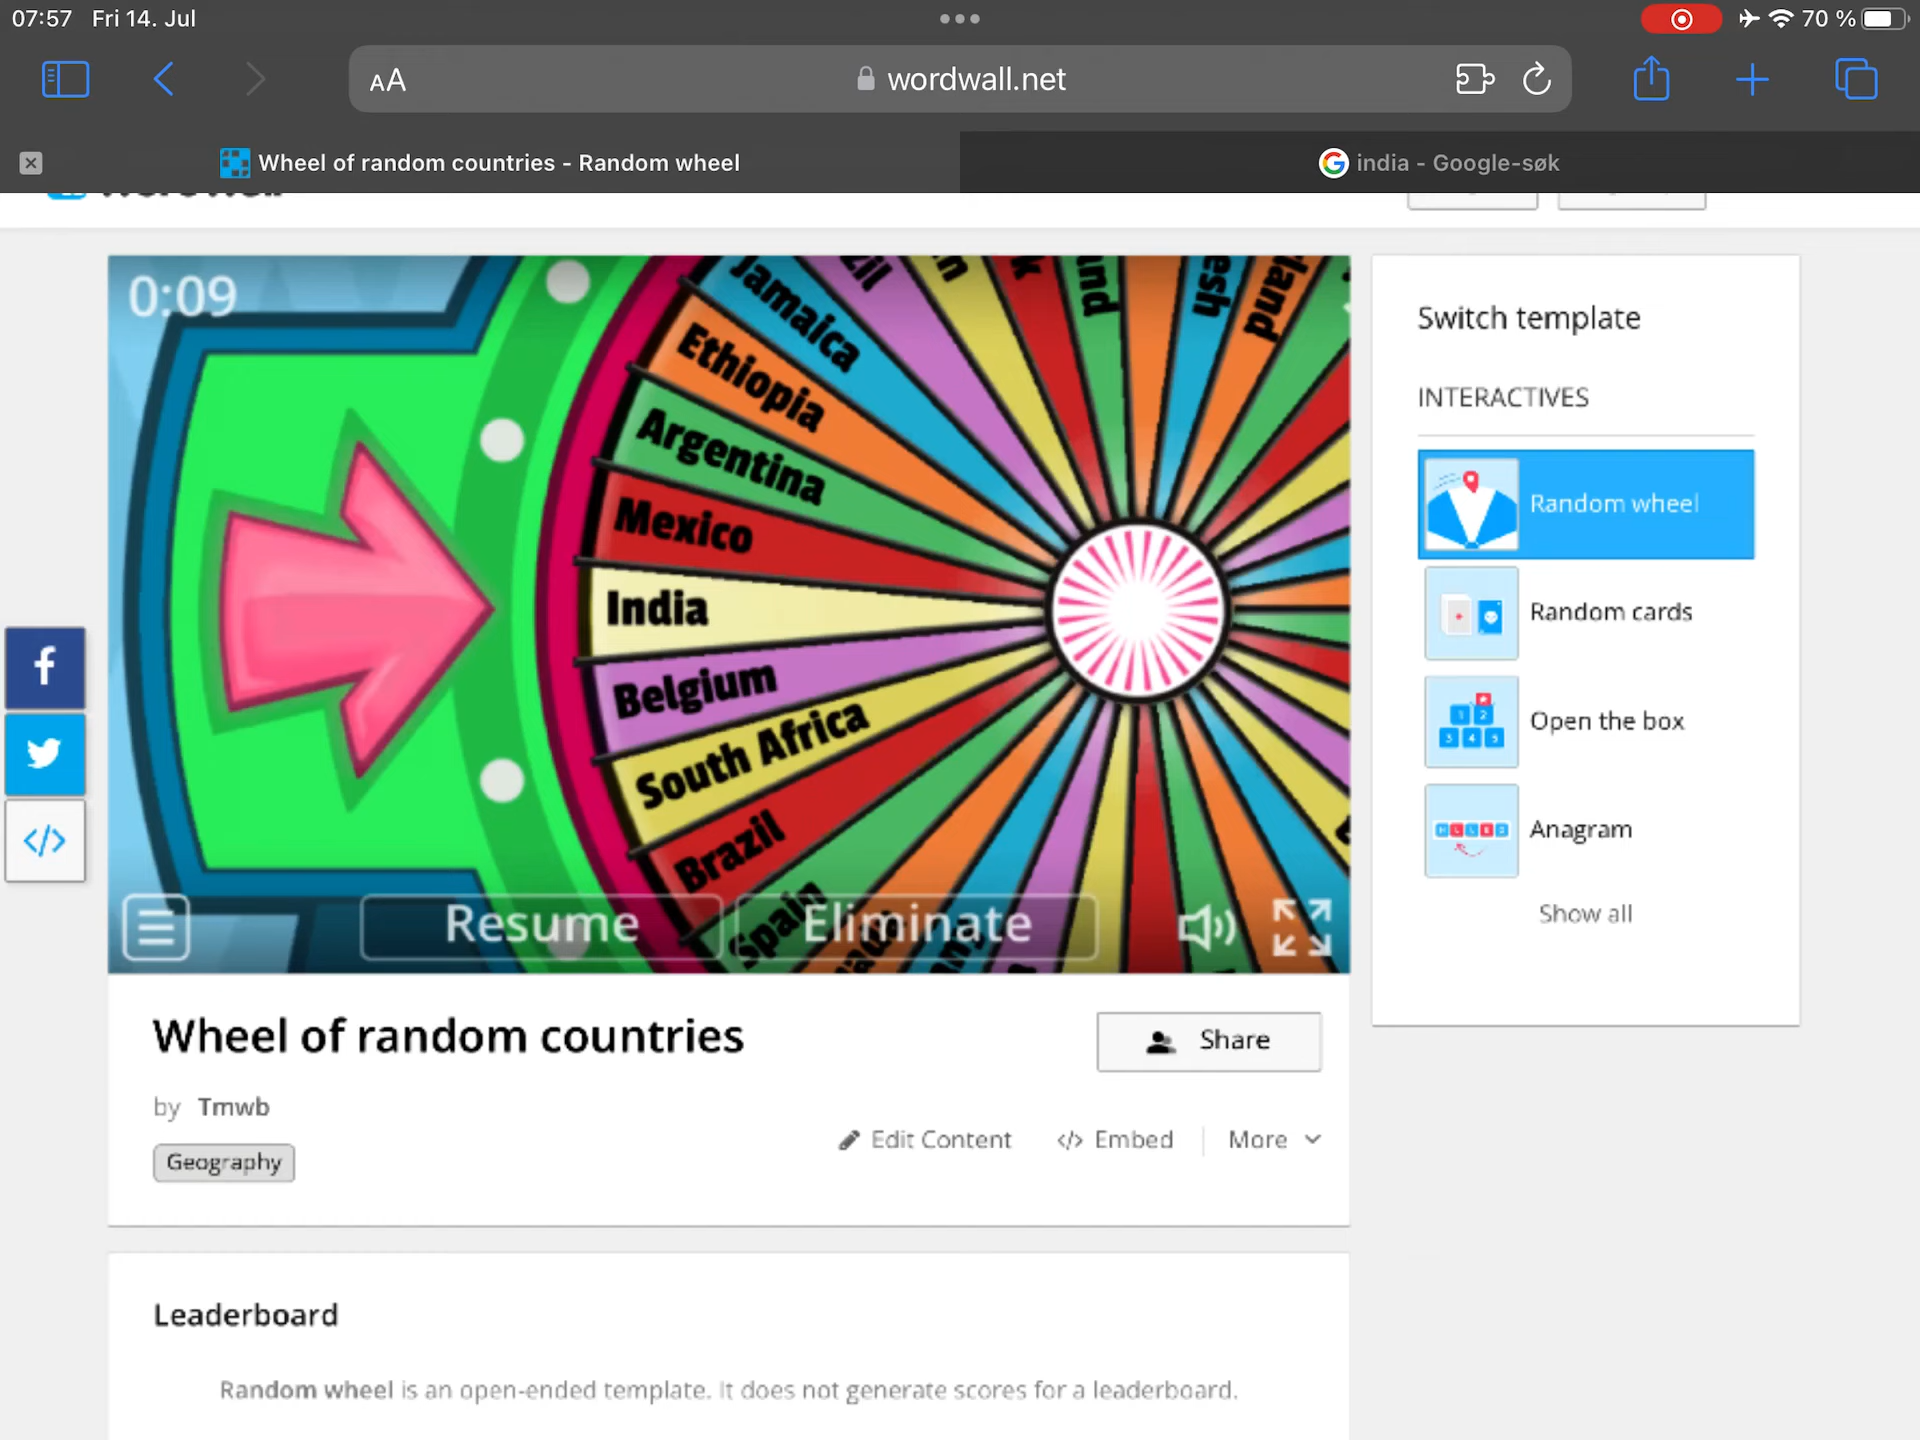 07:57 Fri 14. Jul
70 %
AA
wordwall.net
Wheel of random countries - Random wheel
india - Google-søk
0:09
Jamaica
Ethiopia
Argentina
Mexico
India
Belgium
South Africa
Brazil
Spain
Resume
Eliminate
Switch template
INTERACTIVES
Random wheel
Random cards
Open the box
Anagram
Show all
Wheel of random countries
Share
by Tmwb
Edit Content
</> Embed
More
Geography
Leaderboard
Random wheel is an open-ended template. It does not generate scores for a leaderboard.